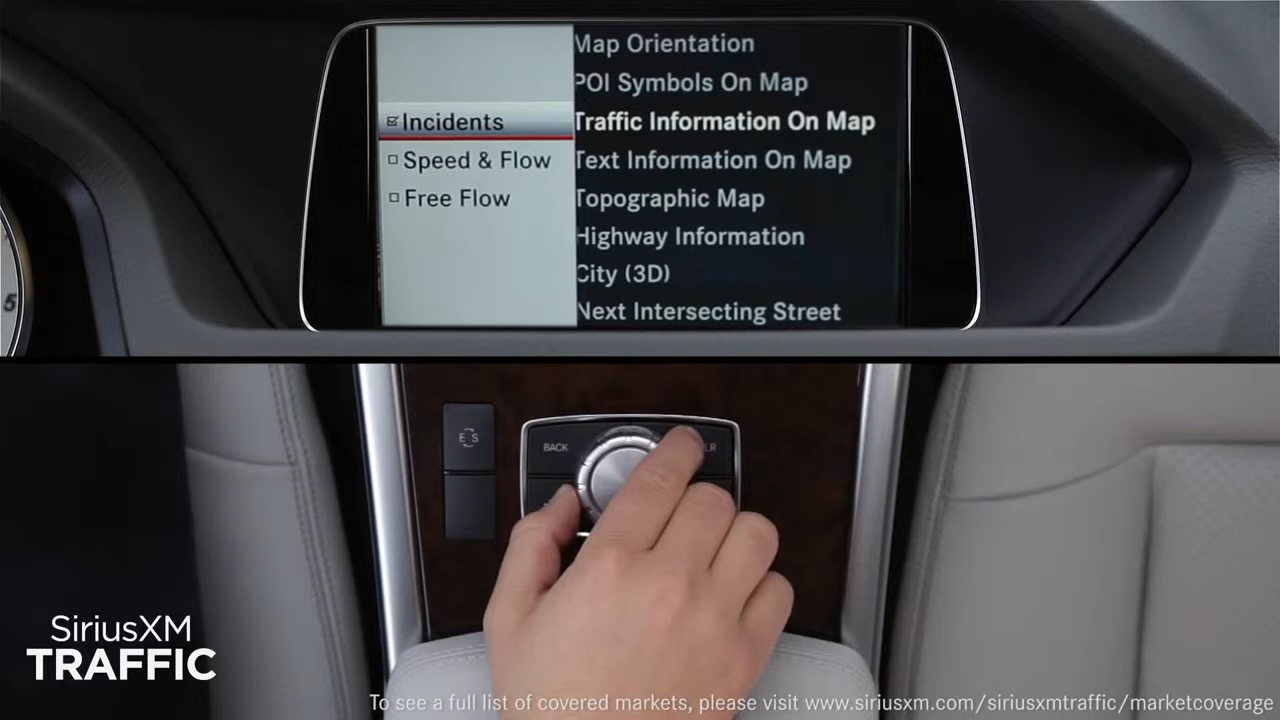 Map Orientation
POI Symbols On Map
Incidents
Traffic Information On Map
Speed & Flow
Text Information On Map
Free Flow
Topographic Map
Highway Information
City (3D)
Next Intersecting Street
5
BACK
SiriusXM
TRAFFIC
To see a full list of covered markets, please visit www.siriusxm.com/siriusxmtraffic/marketcoverage